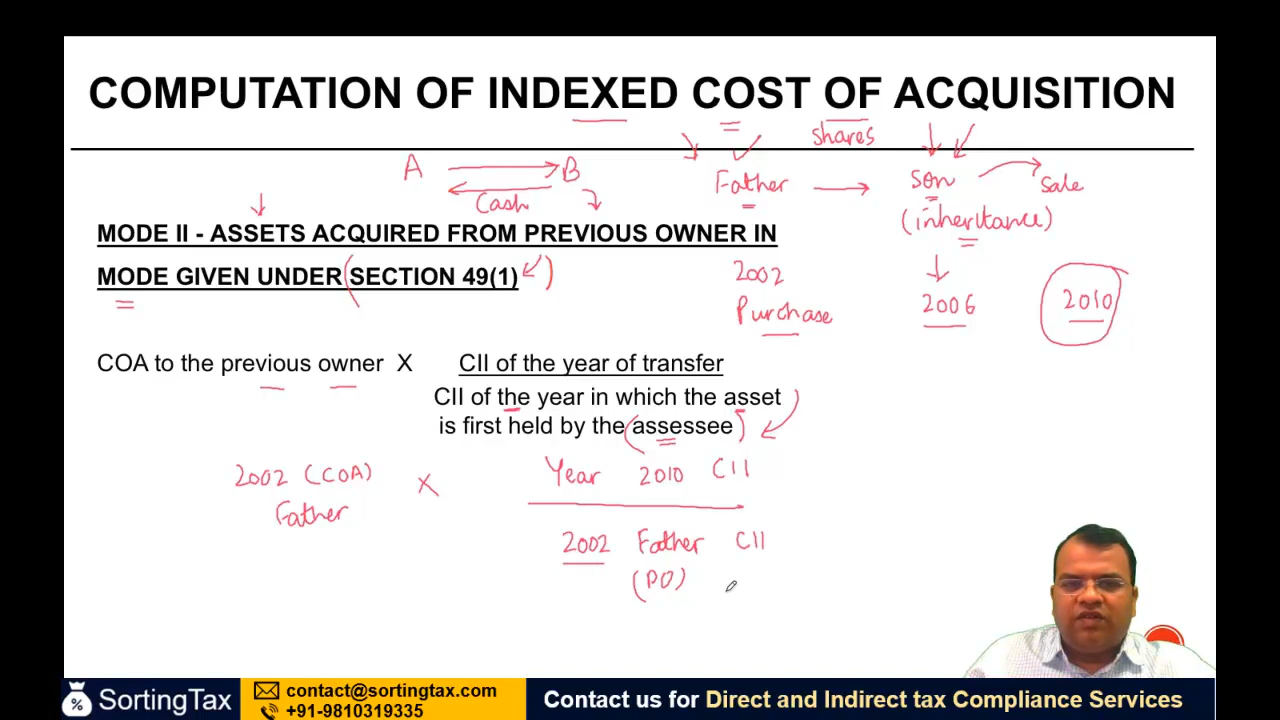 COMPUTATION OF INDEXED COST OF ACQUISITION
shares
A B Father Son Sale
Cash
(inheritance)
MODE II - ASSETS ACQUIRED FROM PREVIOUS OWNER IN
MODE GIVEN UNDER (SECTION 49(1))
2002
Purchase
2006
2010
COA to the previous owner X CII of the year of transfer
CII of the year in which the asset
is first held by the (assessee)
2002 (COA) X Year 2010 CII
Father
2002 Father CII
(PO)
SortingTax
contact@sortingtax.com
+91-9810319335
Contact us for Direct and Indirect tax Compliance Services